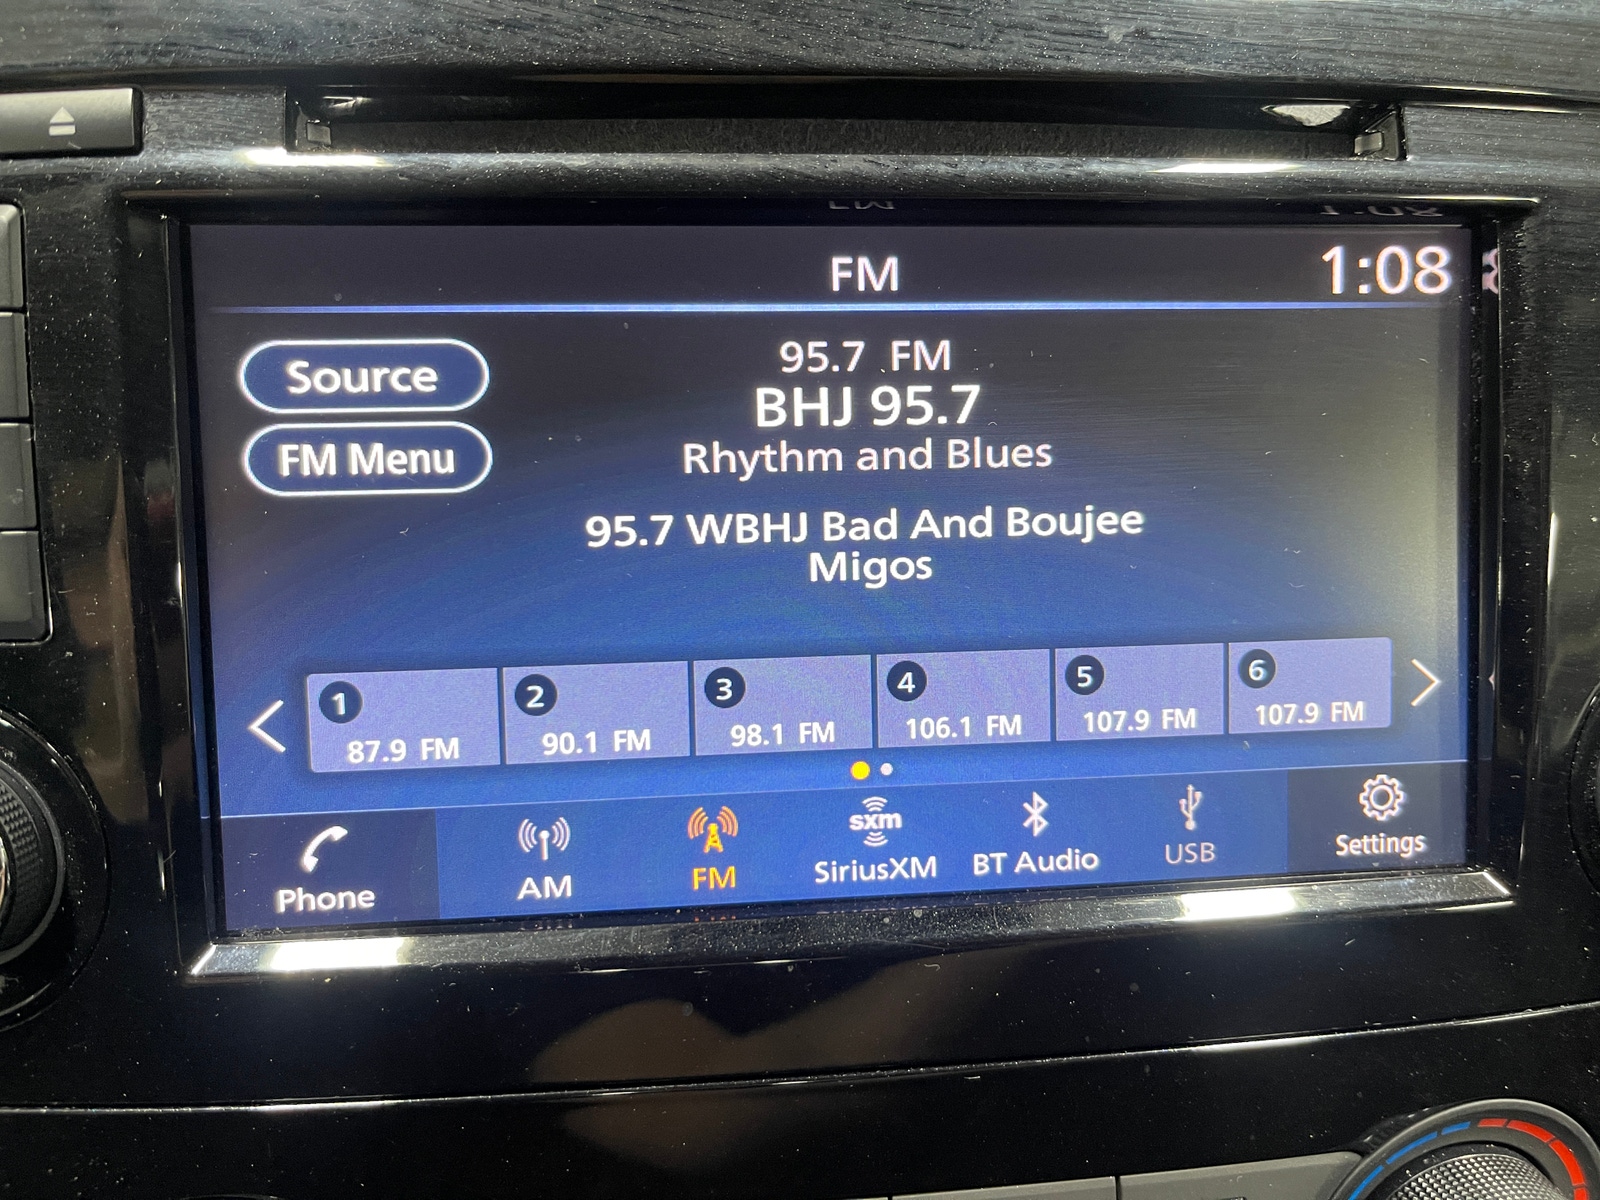 FM
1:08
Source
FM Menu
95.7 FM
BHJ 95.7
Rhythm and Blues
95.7 WBHJ Bad And Boujee
Migos
1
87.9 FM
2
90.1 FM
3
98.1 FM
4
106.1 FM
5
107.9 FM
6
107.9 FM
Phone
AM
FM
sxm
SiriusXM
BT Audio
USB
Settings